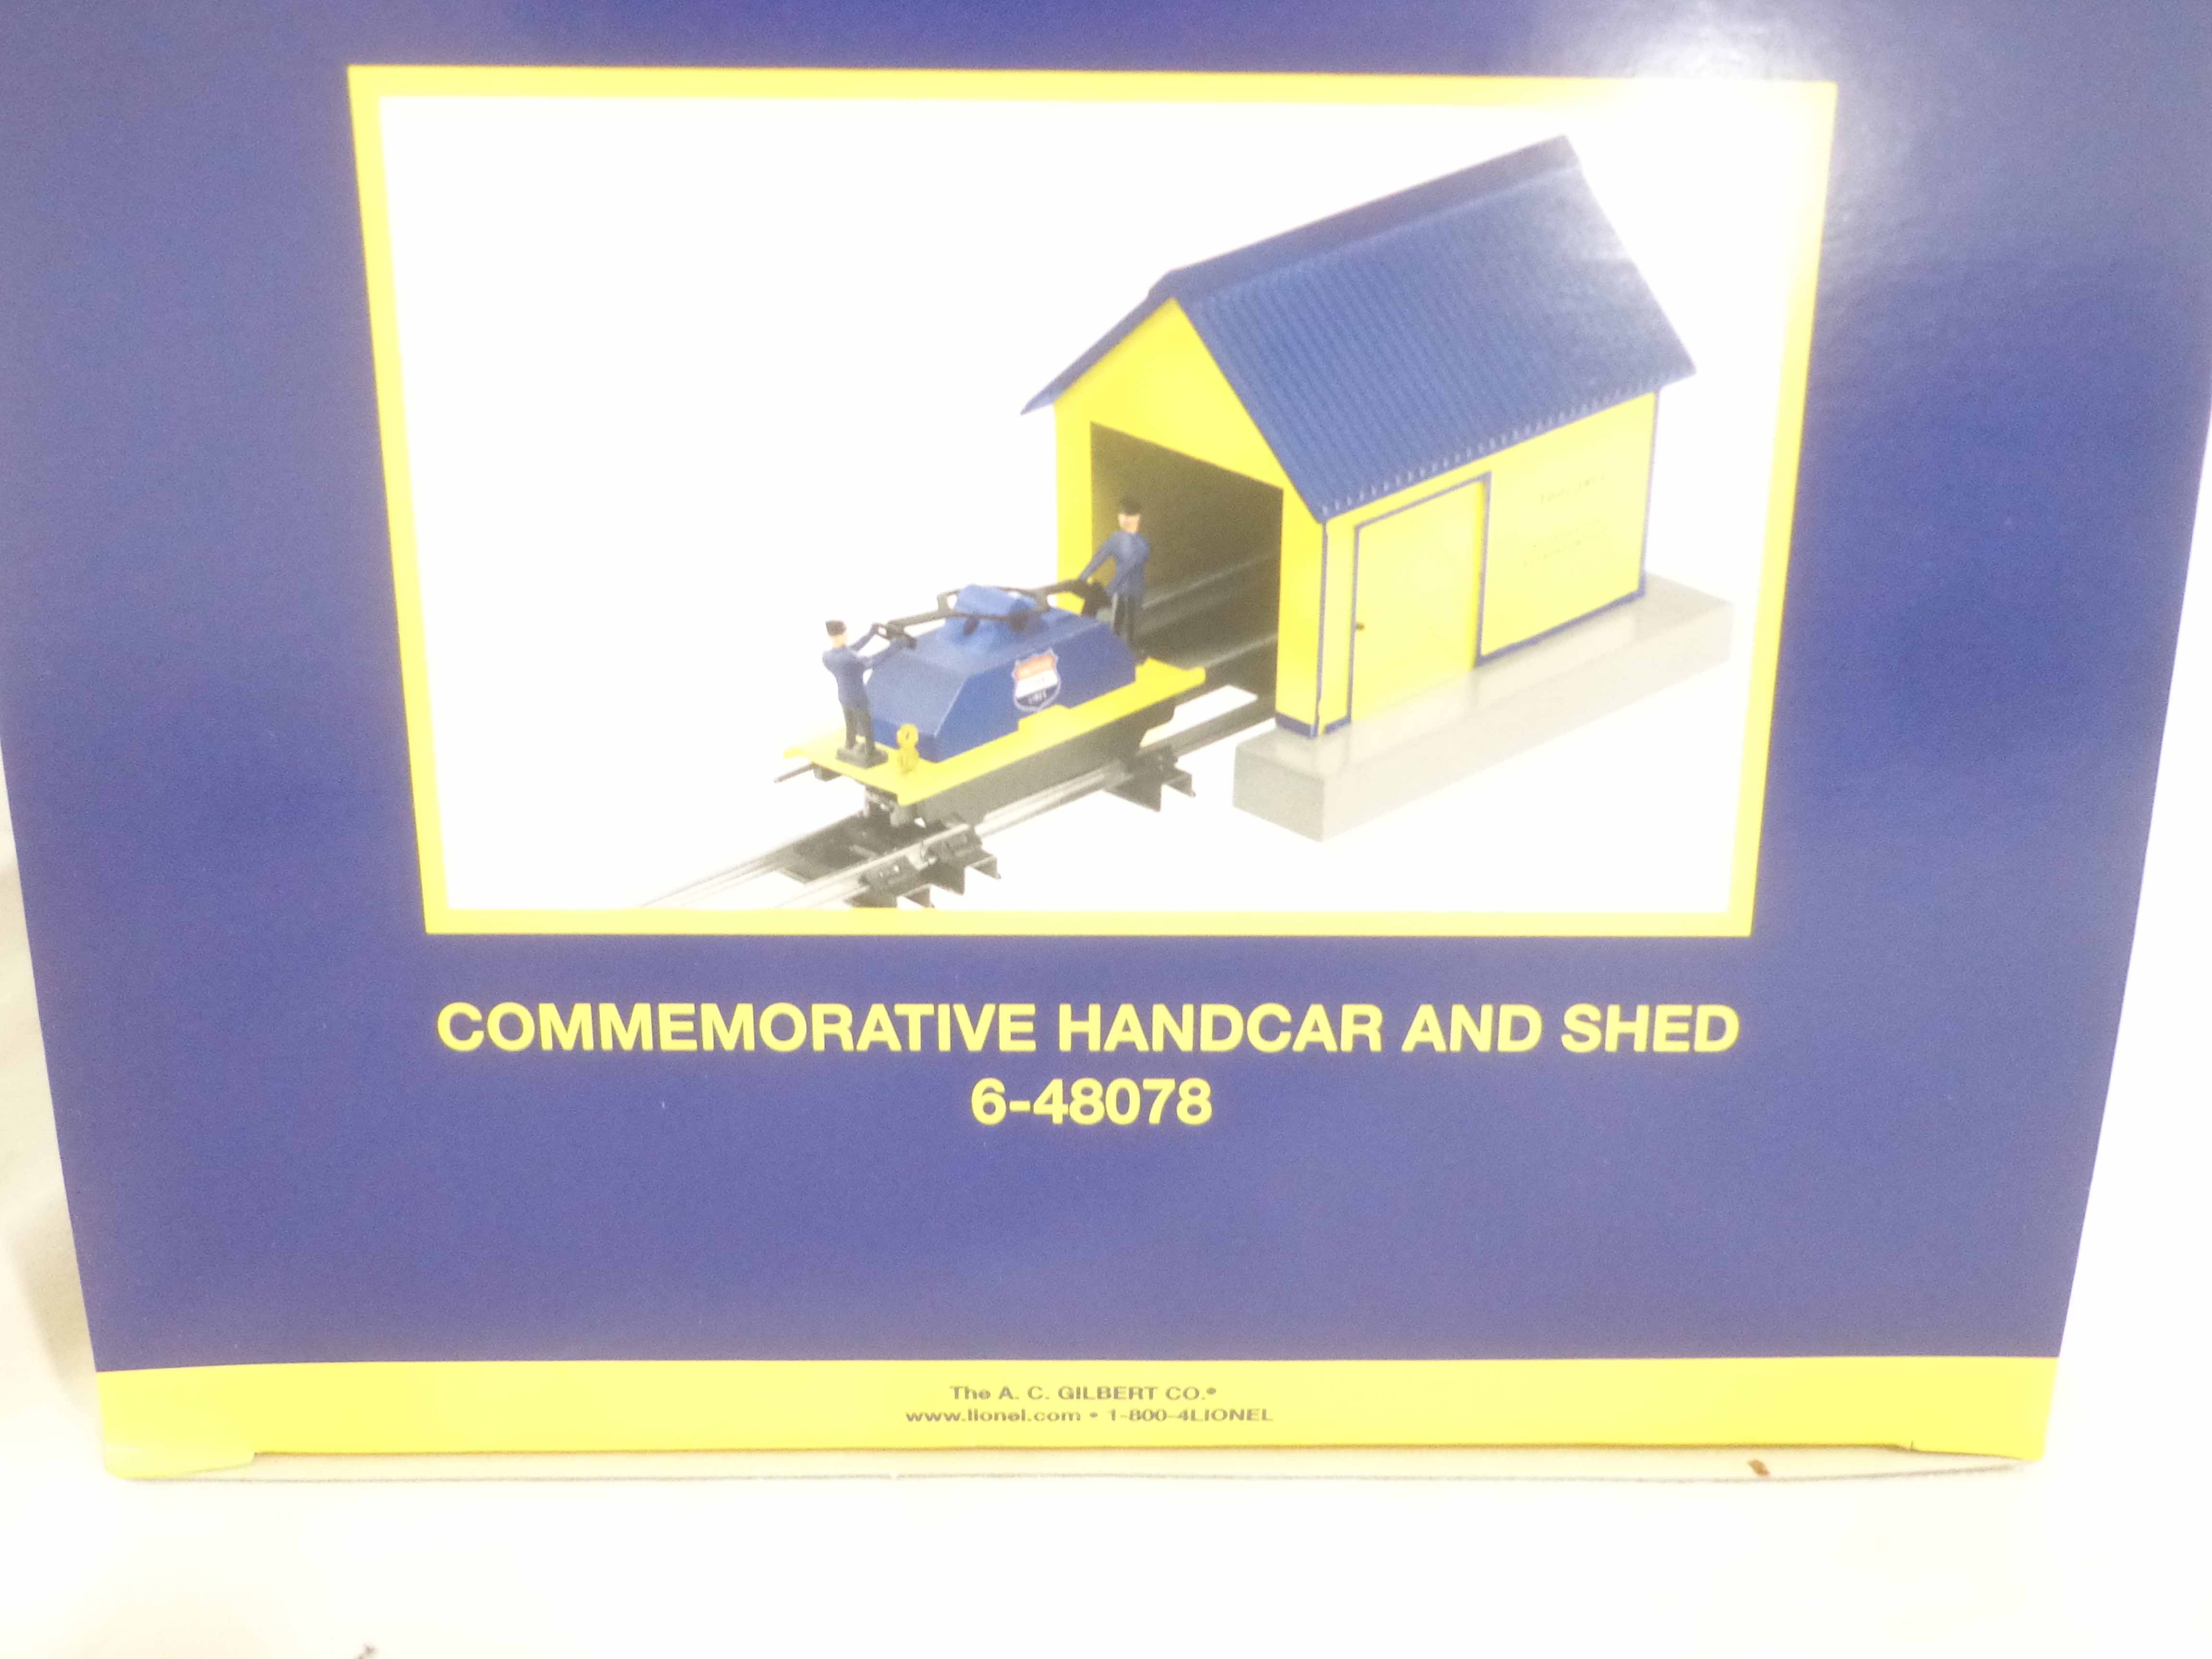 COMMEMORATIVE HANDCAR AND SHED
6-48078
The A. C. GILBERT CO.®
www.lionel.com • 1-800-4LIONEL